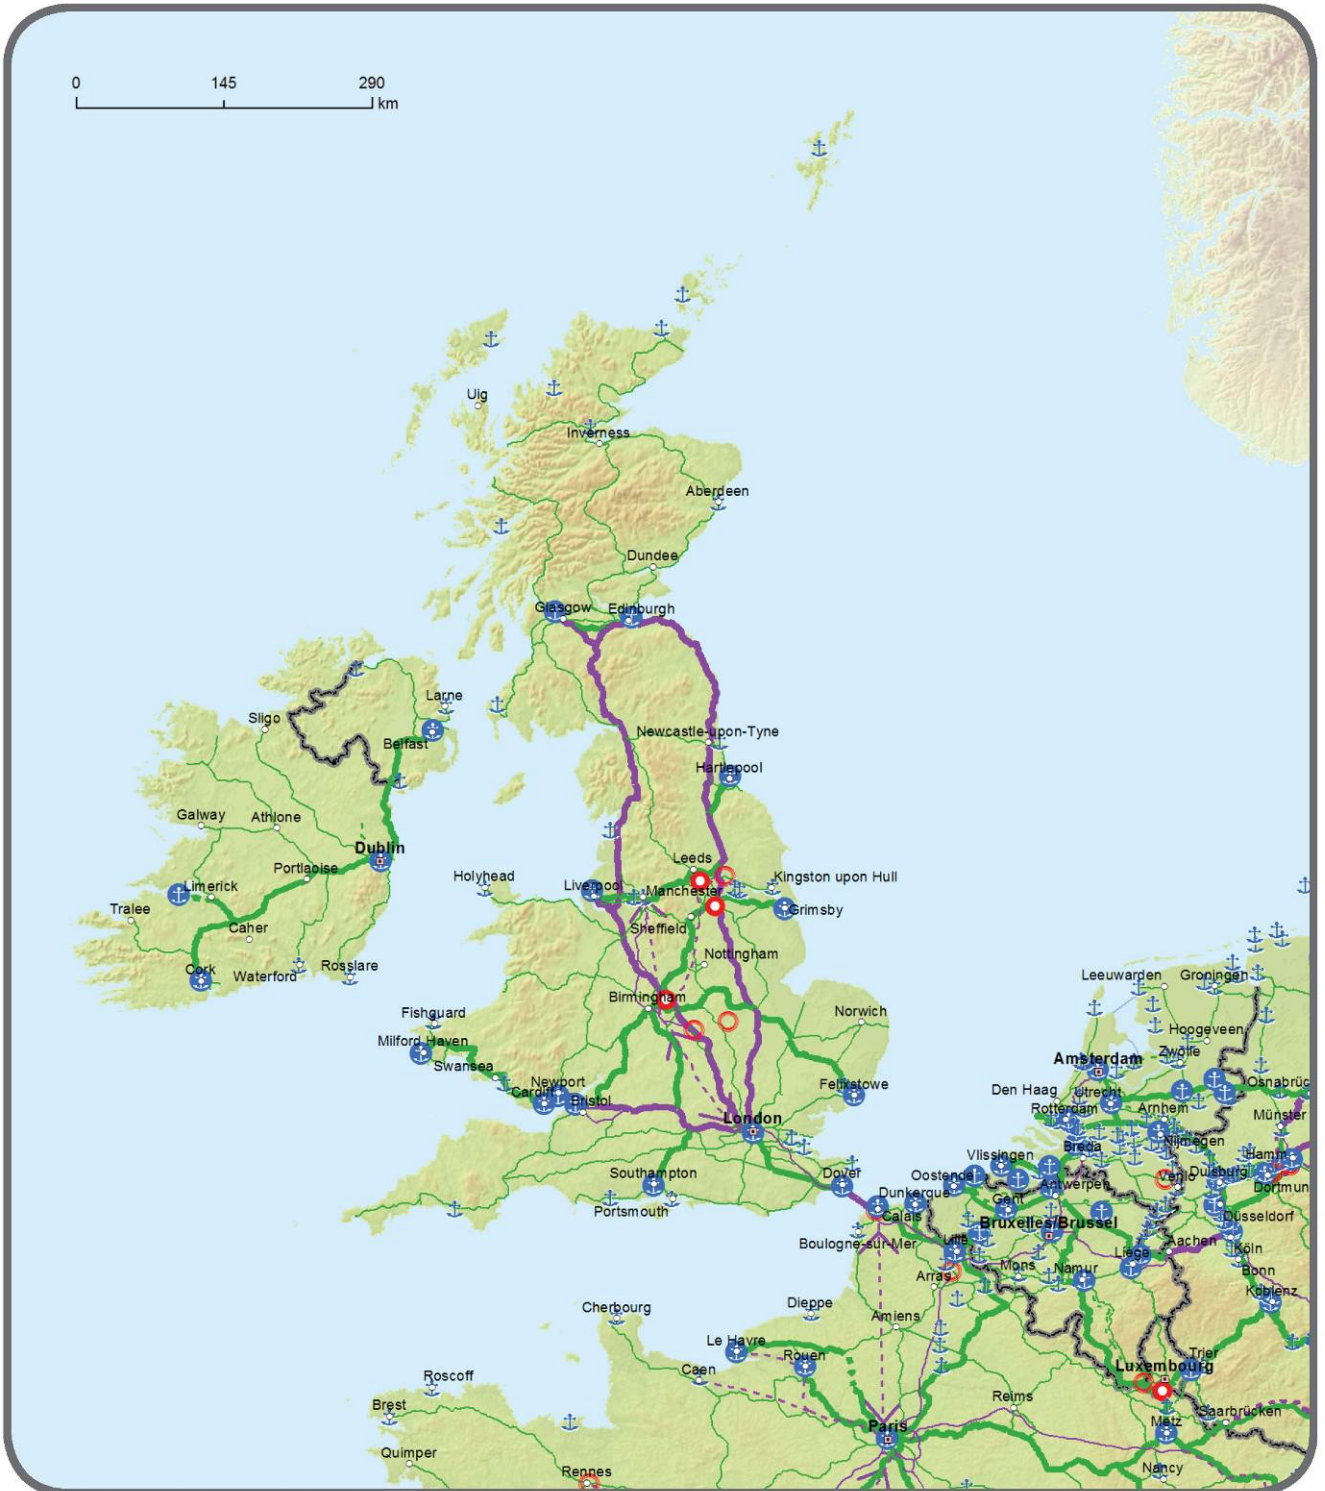 0 145 290
km
Uig
Inverness
Aberdeen
Dundee
Glasgow Edinburgh
Larne
Sligo
Belfast
Newcastle-upon-Tyne
Hartlepool
Galway Athlone
Dublin
Portlaoise
Leeds
Holyhead
Kingston upon Hull
Limerick
Liverpool
Manchester
Tralee
Grimsby
Caher
Sheffield
Nottingham
Cork
Waterford
Rosslare
Leeuwarden Groningen
Birmingham
Norwich
Fishguard
Hoogeveen
Milford Haven
Zwolle
Amsterdam
Swansea
Newport
Felixstowe
Osnabrüc
Cardiff
Bristol
Den Haag
Utrecht
Arnhem
Rotterdam
Münster
London
Nijmegen
Breda
Vlissingen
Hamm
Southampton
Dover
Oostende
Venlo
Duisburg
Dortmun
Antwerpen
Dunkerque
Gent
Portsmouth
Calais
Bruxelles/Brussel
Düsseldorf
Boulogne-sur-Mer
Lille
Aachen
Liege
Köln
Arras
Mons
Namur
Bonn
Koblenz
Cherbourg
Dieppe
Amiens
Le Havre
Rouen
Trier
Caen
Luxembourg
Roscoff
Brest
Reims
Saarbrücken
Paris
Metz
Quimper
Rennes
Nancy